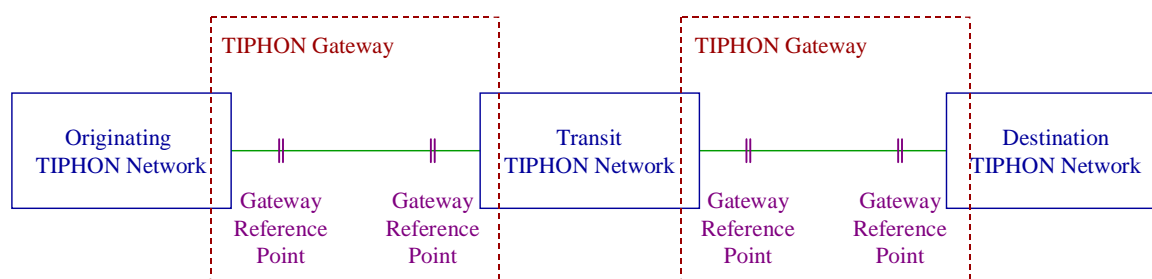 TIPHON Gateway
TIPHON Gateway
Originating
TIPHON Network
Transit
TIPHON Network
Destination
TIPHON Network
Gateway
Reference
Point
Gateway
Reference
Point
Gateway
Reference
Point
Gateway
Reference
Point